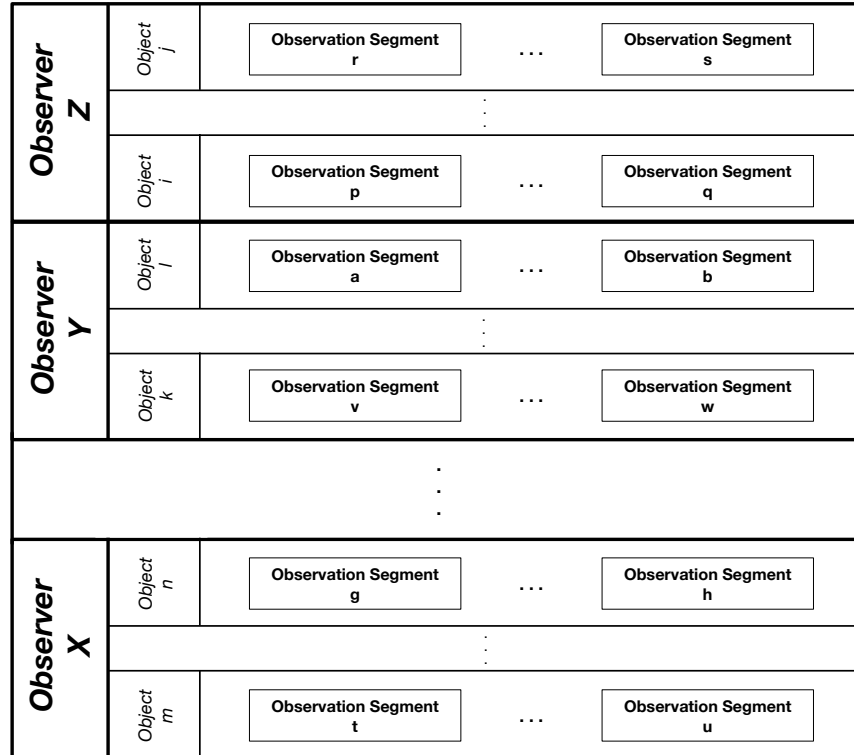 Observer
Z
Object
j
Observation Segment
r
. . .
Observation Segment
s
.
.
.
Object
i
Observation Segment
p
. . .
Observation Segment
q
Observer
Y
Object
l
Observation Segment
a
. . .
Observation Segment
b
.
.
.
Object
k
Observation Segment
v
. . .
Observation Segment
w
.
.
.
Observer
X
Object
n
Observation Segment
g
. . .
Observation Segment
h
.
.
.
Object
m
Observation Segment
t
. . .
Observation Segment
u